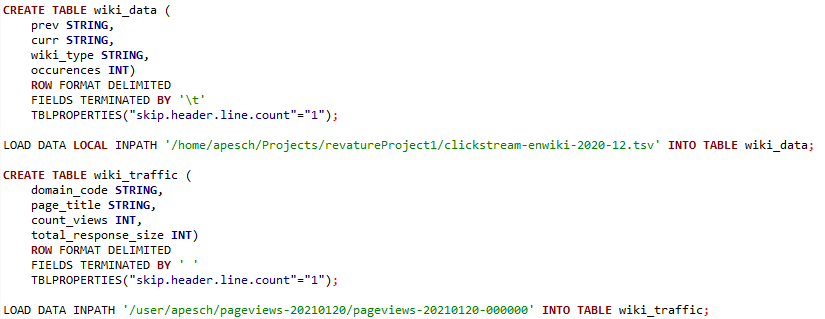 CREATE TABLE wiki_data (
    prev STRING,
    curr STRING,
    wiki_type STRING,
    occurences INT)
    ROW FORMAT DELIMITED
    FIELDS TERMINATED BY '\t'
    TBLPROPERTIES("skip.header.line.count"="1");
LOAD DATA LOCAL INPATH '/home/apesch/Projects/revatureProject1/clickstream-enwiki-2020-12.tsv' INTO TABLE wiki_data;
CREATE TABLE wiki_traffic (
    domain_code STRING,
    page_title STRING,
    count_views INT,
    total_response_size INT)
    ROW FORMAT DELIMITED
    FIELDS TERMINATED BY ' '
    TBLPROPERTIES("skip.header.line.count"="1");
LOAD DATA INPATH '/user/apesch/pageviews-20210120/pageviews-20210120-000000' INTO TABLE wiki_traffic;